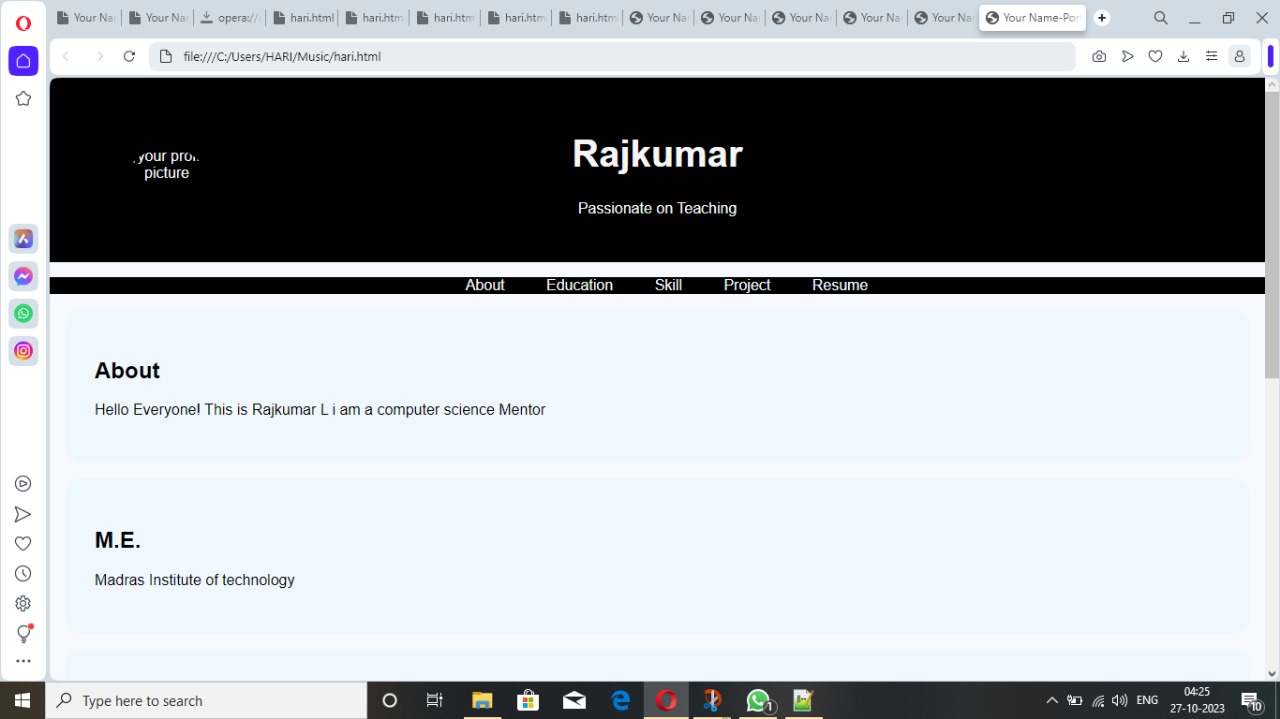 Your Na
Your Na
opera://
hari.html
hari.htm
hari.htm
hari.htm
hari.htm
Your Na
Your Na
Your Na
Your Na
Your Na
Your Name-Por
file:///C:/Users/HARI/Music/hari.html
your prof
picture
Rajkumar
Passionate on Teaching
About Education Skill Project Resume
About
Hello Everyone! This is Rajkumar L i am a computer science Mentor
M.E.
Madras Institute of technology
Type here to search
1
ENG
04:25
27-10-2023
10